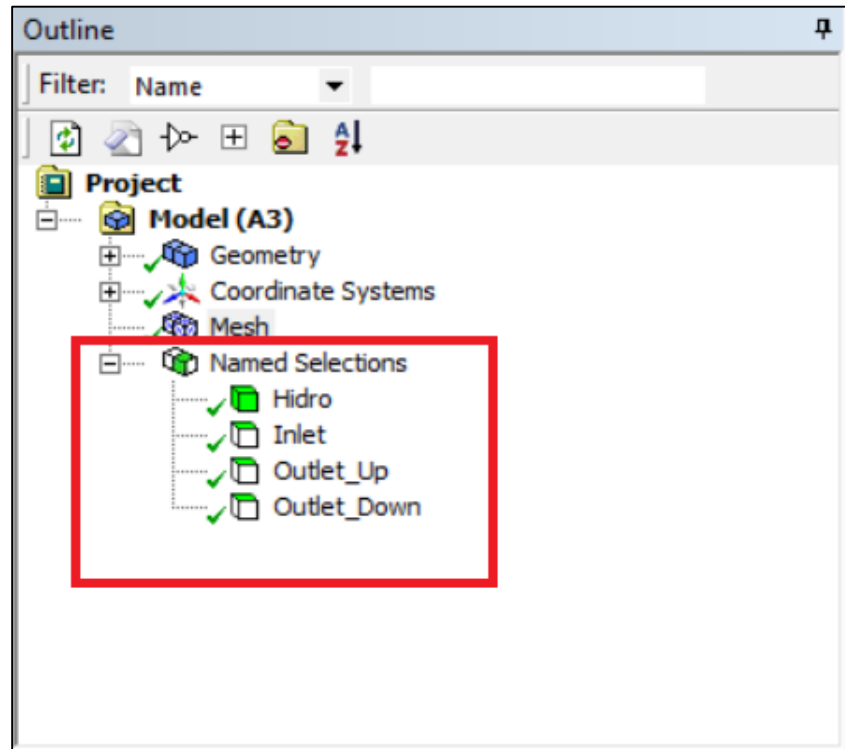 Outline
Filter: Name
Project
Model (A3)
Geometry
Coordinate Systems
Mesh
Named Selections
Hidro
Inlet
Outlet_Up
Outlet_Down